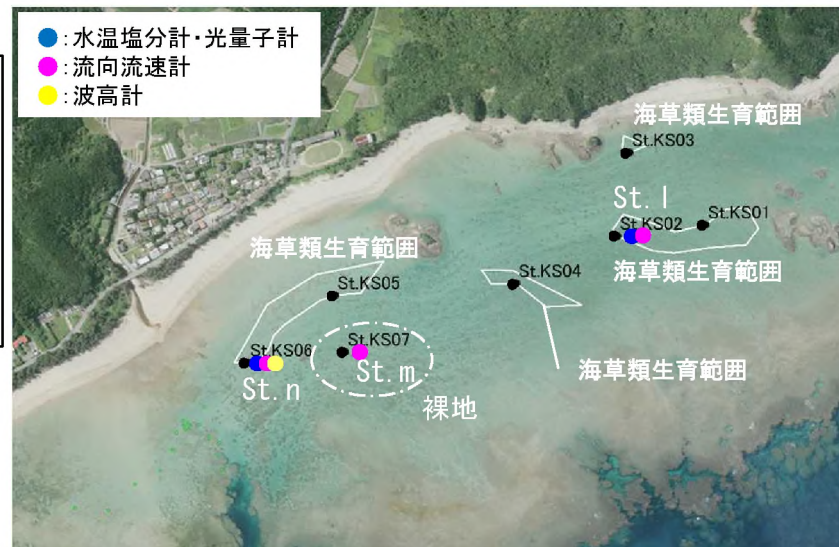 ●:水温塩分計・光量子計
●:流向流速計
●:波高計
海草類生育範囲
St.KS03
St.l
St.KS01
St.KS02
海草類生育範囲
海草類生育範囲
St.KS04
St.KS05
St.KS07
St.KS06
St.m
海草類生育範囲
St.n
裸地